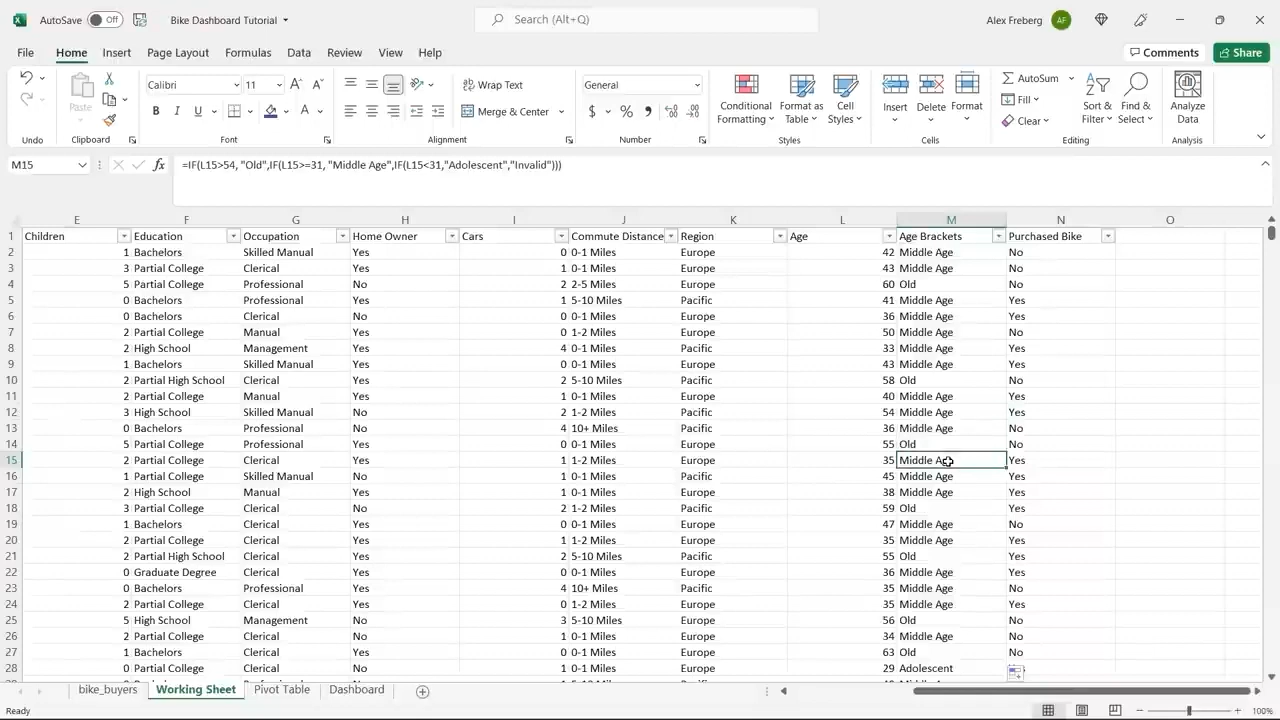 AutoSave Off Bike Dashboard Tutorial Search (Alt+Q) Alex Freberg AF
File Home Insert Page Layout Formulas Data Review View Help Comments Share
Paste Calibri 11 Wrap Text General Conditional Formatting Format as Table Cell Styles Insert Delete Format AutoSum Sort & Filter Find & Select Analyze Data
B I U A Merge & Center $ % Fill Clear
Undo Clipboard Font Alignment Number Styles Cells Editing Analysis
M15 fx =IF(L15>54, "Old",IF(L15>=31, "Middle Age",IF(L15<31,"Adolescent","Invalid")))
E F G H I J K L M N O
1 Children Education Occupation Home Owner Cars Commute Distance Region Age Age Brackets Purchased Bike
2 1 Bachelors Skilled Manual Yes 0 0-1 Miles Europe 42 Middle Age No
3 3 Partial College Clerical Yes 1 0-1 Miles Europe 43 Middle Age No
4 5 Partial College Professional No 2 2-5 Miles Europe 60 Old No
5 0 Bachelors Professional Yes 1 5-10 Miles Pacific 41 Middle Age Yes
6 0 Bachelors Clerical No 0 0-1 Miles Europe 36 Middle Age Yes
7 2 Partial College Manual Yes 0 1-2 Miles Europe 50 Middle Age No
8 2 High School Management Yes 4 0-1 Miles Pacific 33 Middle Age Yes
9 1 Bachelors Skilled Manual Yes 0 0-1 Miles Europe 43 Middle Age Yes
10 2 Partial High School Clerical Yes 2 5-10 Miles Pacific 58 Old No
11 2 Partial College Manual Yes 1 0-1 Miles Europe 40 Middle Age Yes
12 3 High School Skilled Manual No 2 1-2 Miles Pacific 54 Middle Age Yes
13 0 Bachelors Professional No 4 10+ Miles Pacific 36 Middle Age No
14 5 Partial College Professional Yes 0 0-1 Miles Europe 55 Old No
15 2 Partial College Clerical Yes 1 1-2 Miles Europe 35 Middle Age Yes
16 1 Partial College Skilled Manual No 1 0-1 Miles Pacific 45 Middle Age Yes
17 2 High School Manual Yes 1 0-1 Miles Europe 38 Middle Age Yes
18 3 Partial College Clerical No 2 1-2 Miles Pacific 59 Old Yes
19 1 Bachelors Clerical Yes 0 0-1 Miles Europe 47 Middle Age No
20 2 Partial College Clerical Yes 1 1-2 Miles Europe 35 Middle Age Yes
21 2 Partial High School Clerical Yes 2 5-10 Miles Pacific 55 Old Yes
22 0 Graduate Degree Clerical Yes 0 0-1 Miles Europe 36 Middle Age Yes
23 0 Bachelors Professional Yes 4 10+ Miles Pacific 35 Middle Age No
24 2 Partial College Clerical Yes 0 1-2 Miles Europe 35 Middle Age Yes
25 5 High School Management No 3 5-10 Miles Europe 56 Old No
26 2 Partial College Clerical No 1 0-1 Miles Europe 34 Middle Age No
27 1 Bachelors Clerical Yes 0 0-1 Miles Europe 63 Old No
28 0 Partial College Clerical No 1 0-1 Miles Europe 29 Adolescent
bike_buyers Working Sheet Pivot Table Dashboard
Ready 100%